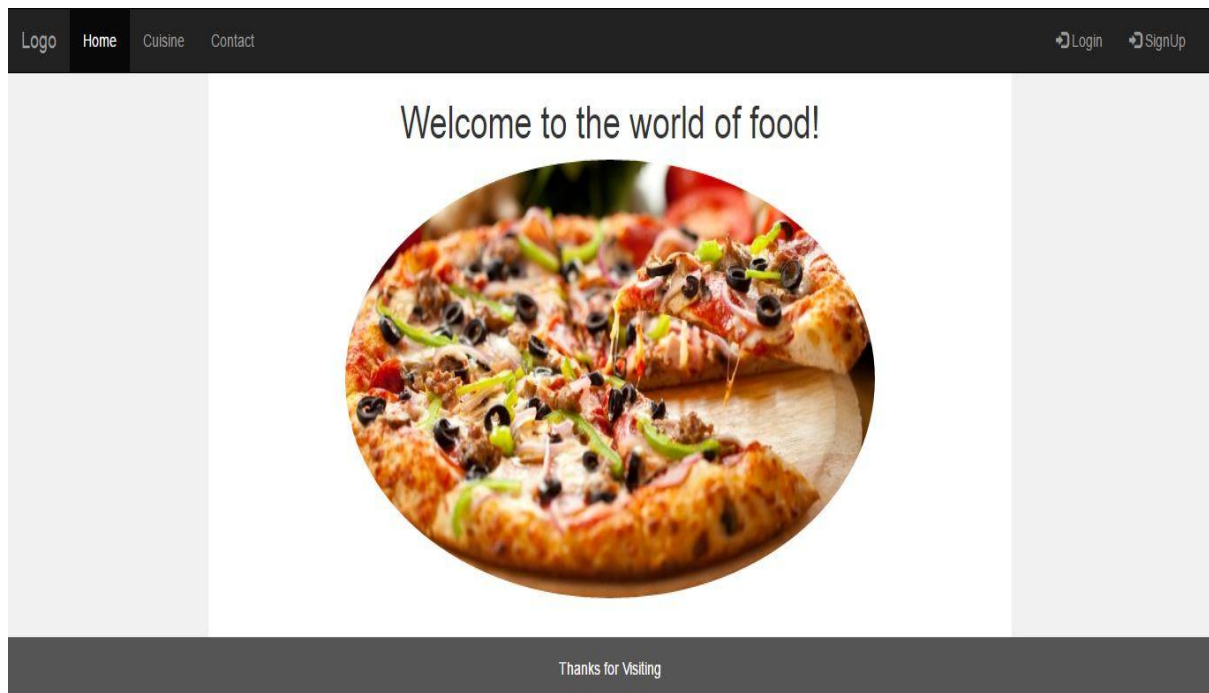 Logo Home Cuisine Contact Login SignUp
Welcome to the world of food!
Thanks for Visiting